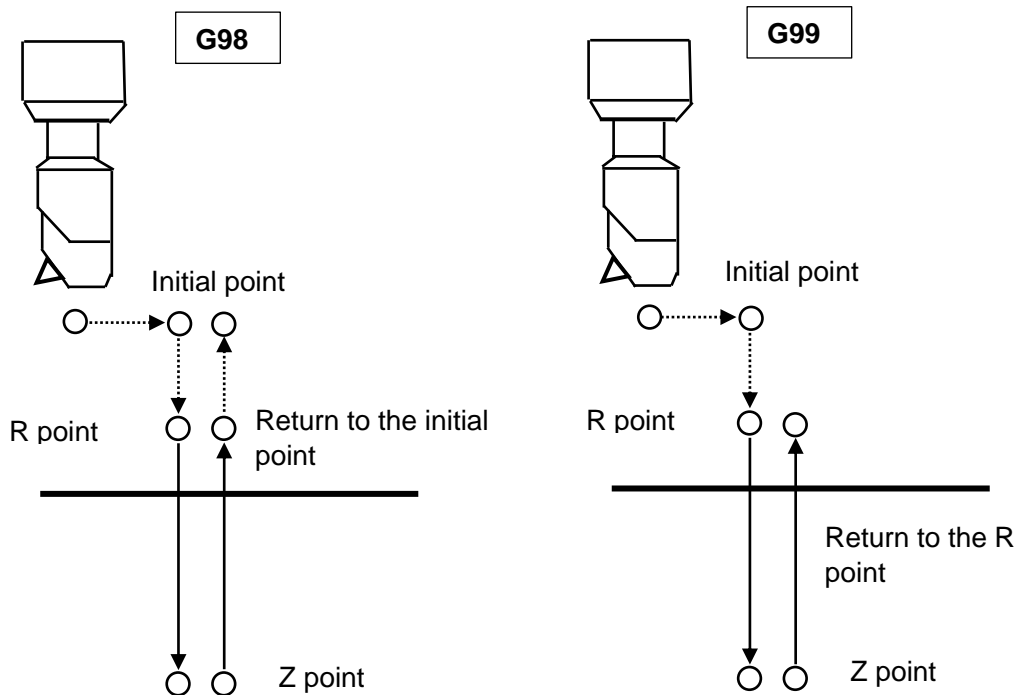 G98
Initial point
R point
Return to the initial
point
Z point
G99
Initial point
R point
Return to the R
point
Z point